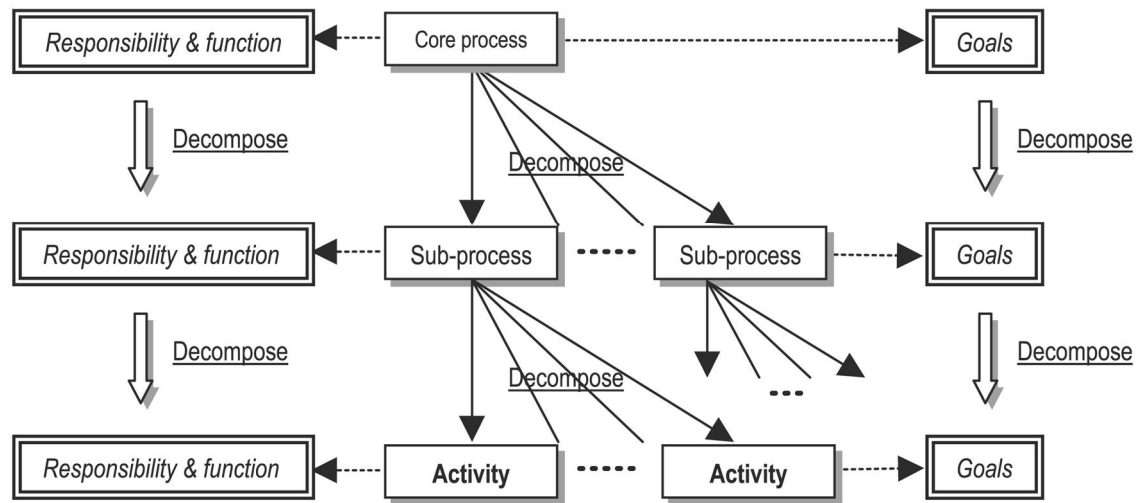 Responsibility & function
Core process
Goals
Decompose
Decompose
Decompose
Responsibility & function
Sub-process
Sub-process
Goals
Decompose
Decompose
Decompose
Responsibility & function
Activity
Activity
Goals